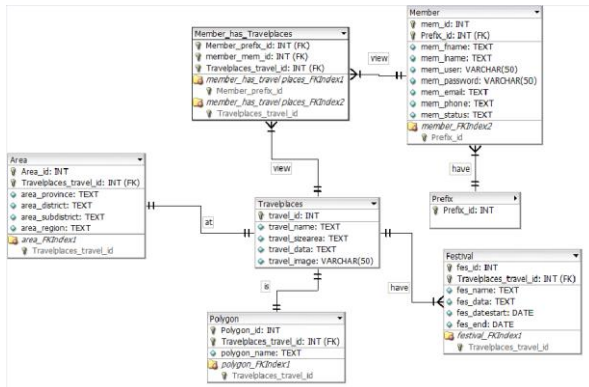 Member_has_Travelplaces
Member_prefix_id: INT (FK)
member_mem_id: INT (FK)
Travelplaces_travel_id: INT (FK)
member_has_travel places_FKIndex1
Member_prefix_id
member_has_travel places_FKIndex2
Travelplaces_travel_id
view
Member
mem_id: INT
Prefix_id: INT (FK)
mem_fname: TEXT
mem_lname: TEXT
mem_user: VARCHAR(50)
mem_password: VARCHAR(50)
mem_email: TEXT
mem_phone: TEXT
mem_status: TEXT
member_FKIndex2
Prefix_id
view
have
Area
Area_id: INT
Travelplaces_travel_id: INT (FK)
area_province: TEXT
area_dstrict: TEXT
area_subdistrict: TEXT
area_region: TEXT
area_FKIndex1
Travelplaces_travel_id
at
Travelplaces
travel_id: INT
travel_name: TEXT
travel_sizearea: TEXT
travel_data: TEXT
travel_image: VARCHAR(50)
Prefix
Prefix_id: INT
is
have
Festival
fes_id: INT
Travelplaces_travel_id: INT (FK)
fes_name: TEXT
fes_data: TEXT
fes_datestart: DATE
fes_end: DATE
festival_FKIndex1
Travelplaces_travel_id
Polygon
Polygon_id: INT
Travelplaces_travel_id: INT (FK)
polygon_name: TEXT
polygon_FKIndex1
Travelplaces_travel_id